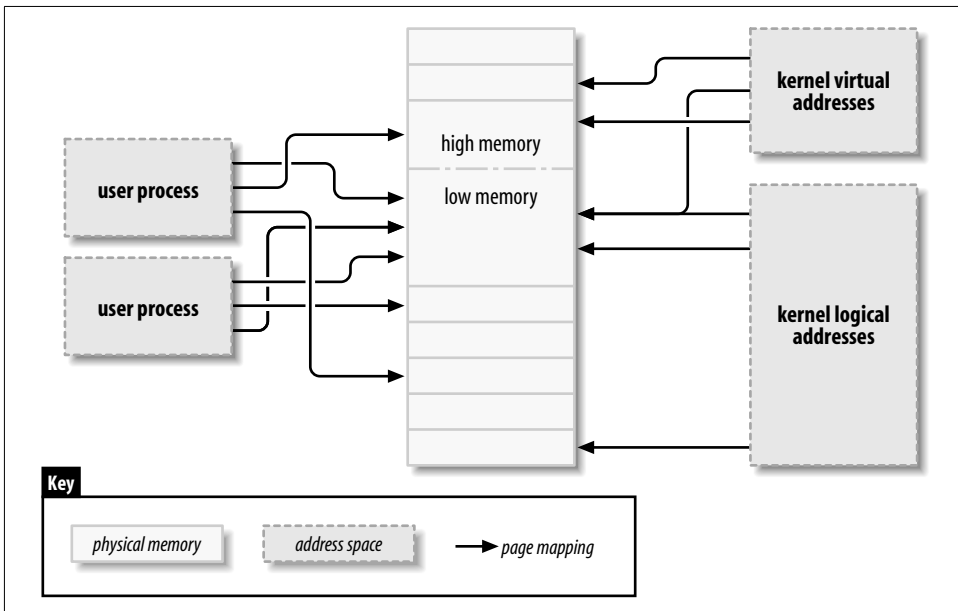 kernel virtual
addresses
high memory
user process
low memory
user process
kernel logical
addresses
Key
physical memory
address space
page mapping